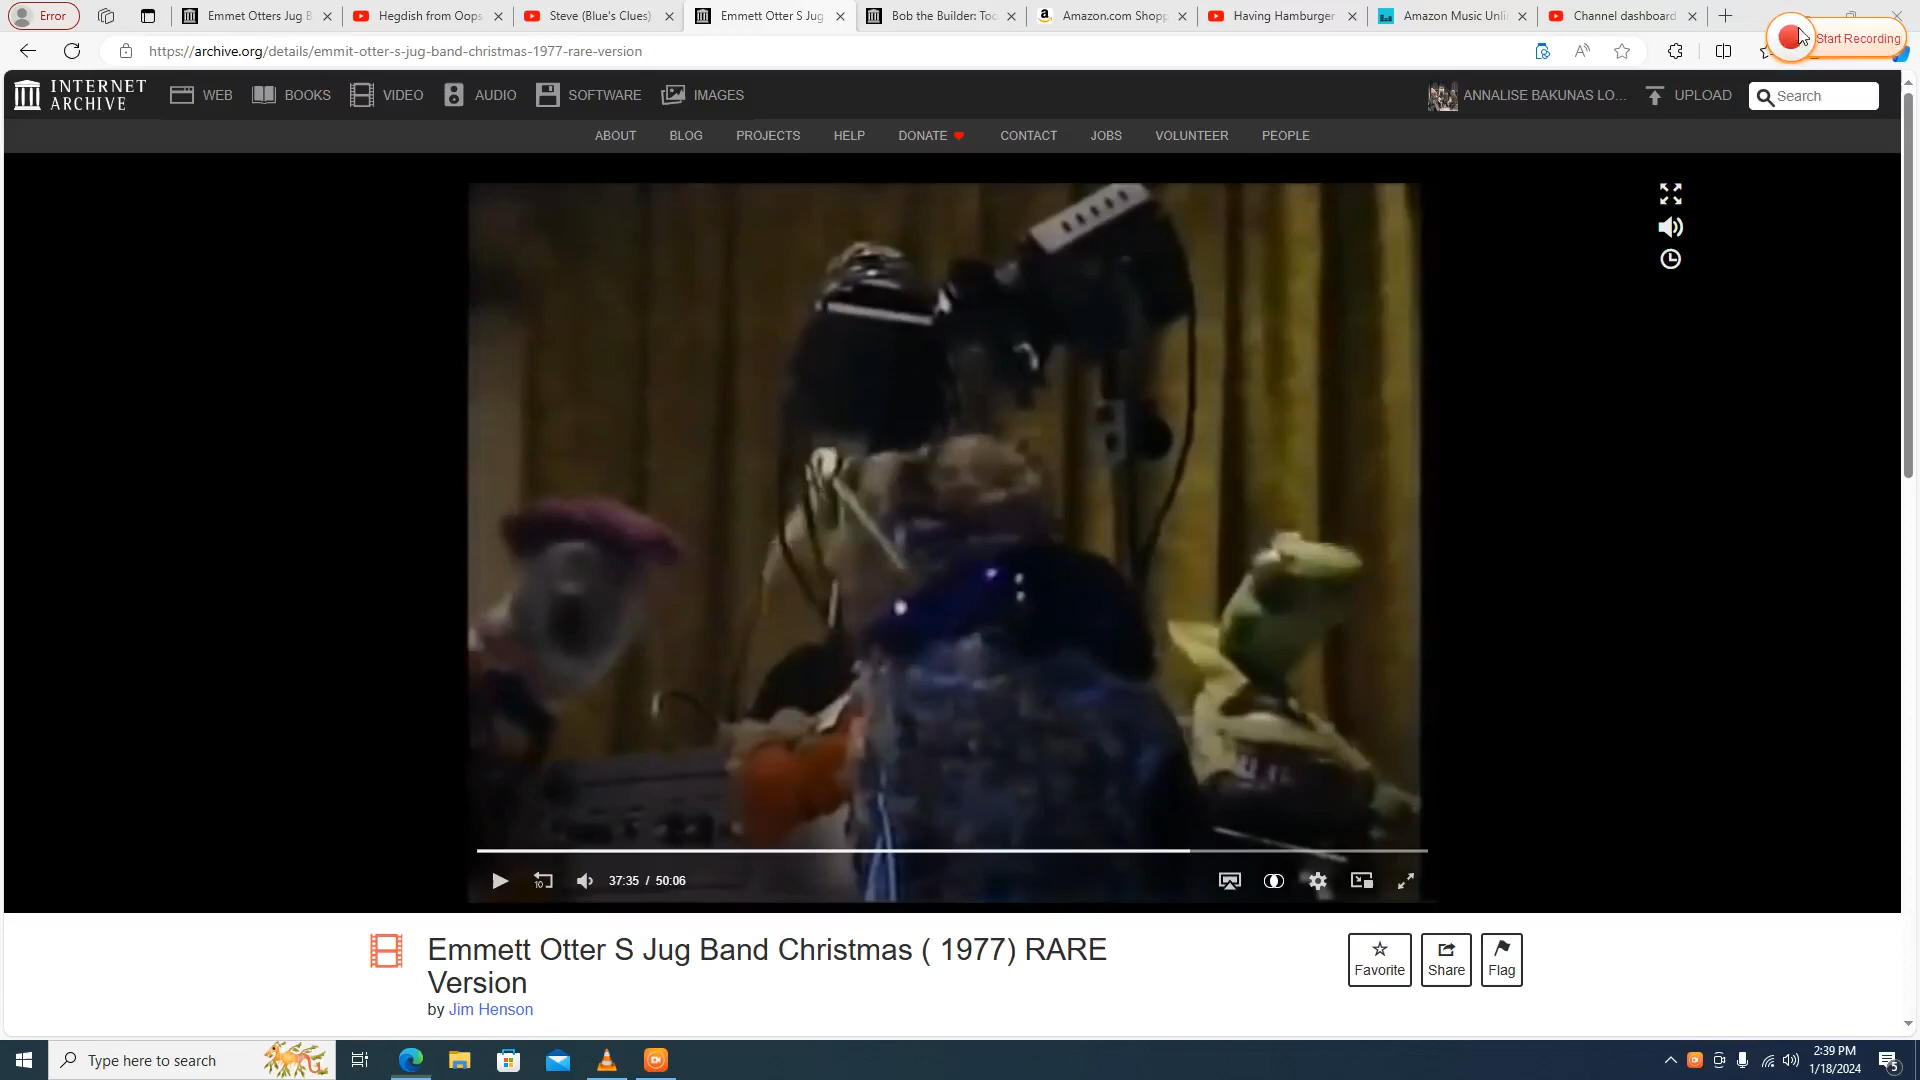 Error
Emmet Otters Jug B
Hegdish from Oops
Steve (Blue's Clues)
Emmett Otter S Jug
Bob the Builder: Too
Amazon.com Shopp
Having Hamburger
Amazon Music Unli
Channel dashboard
Start Recording
https://archive.org/details/emmit-otter-s-jug-band-christmas-1977-rare-version
INTERNET
ARCHIVE
WEB
BOOKS
VIDEO
AUDIO
SOFTWARE
IMAGES
ANNALISE BAKUNAS LO...
UPLOAD
Search
ABOUT
BLOG
PROJECTS
HELP
DONATE
CONTACT
JOBS
VOLUNTEER
PEOPLE
10
37:35 / 50:06
Emmett Otter S Jug Band Christmas ( 1977) RARE
Version
by Jim Henson
Favorite
Share
Flag
Type here to search
2:39 PM
1/18/2024
5